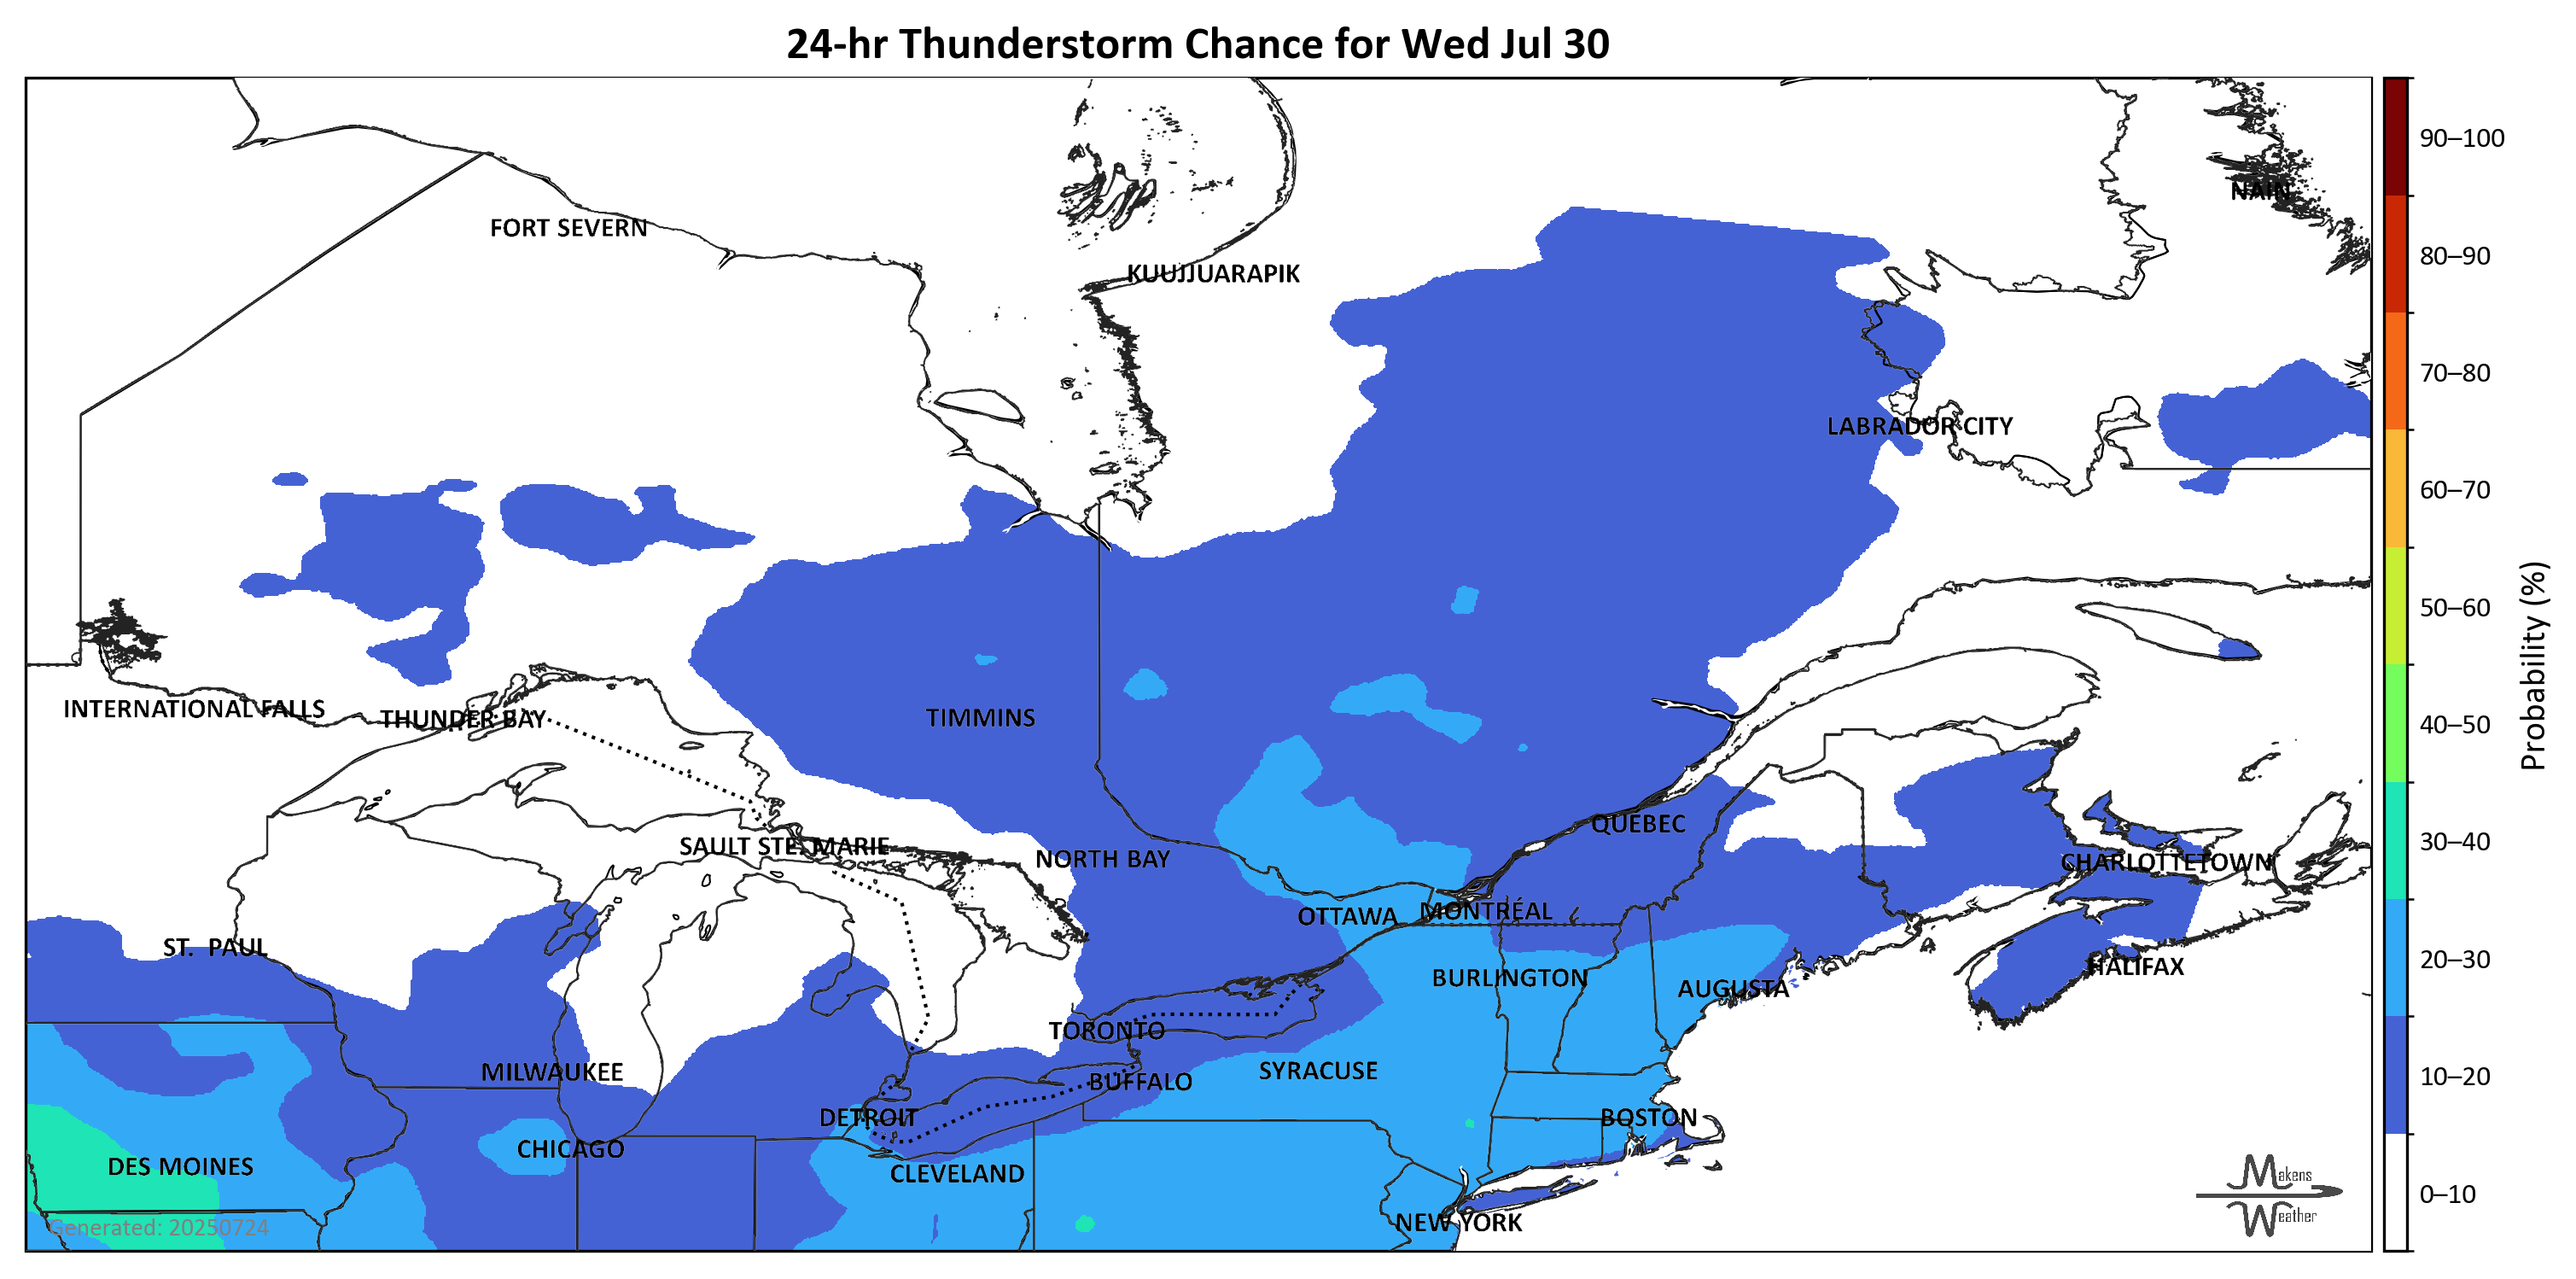 24-hr Thunderstorm Chance for Wed Jul 30
NAIN
FORT SEVERN
KUUJJUARAPIK
LABRADOR CITY
INTERNATIONAL FALLS
THUNDER BAY
TIMMINS
QUEBEC
SAULT STE. MARIE
NORTH BAY
CHARLOTTETOWN
OTTAWA
MONTRÉAL
ST. PAUL
HALIFAX
BURLINGTON
AUGUSTA
TORONTO
MILWAUKEE
SYRACUSE
BUFFALO
DETROIT
BOSTON
CHICAGO
DES MOINES
CLEVELAND
NEW YORK
Generated: 20250724
Makens
Weather
90–100
80–90
70–80
60–70
50–60
40–50
30–40
20–30
10–20
0–10
Probability (%)